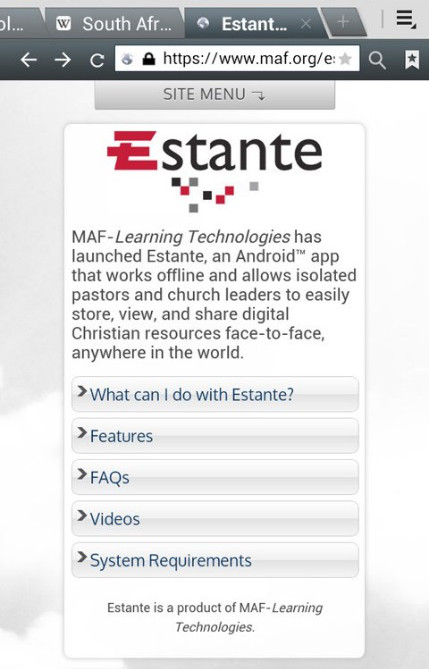 ol...
South Afr...
Estant...
https://www.maf.org/e
SITE MENU
Estante
MAF-Learning Technologies has
launched Estante, an Android™ app
that works offline and allows isolated
pastors and church leaders to easily
store, view, and share digital
Christian resources face-to-face,
anywhere in the world.
What can I do with Estante?
Features
FAQs
Videos
System Requirements
Estante is a product of MAF-Learning
Technologies.